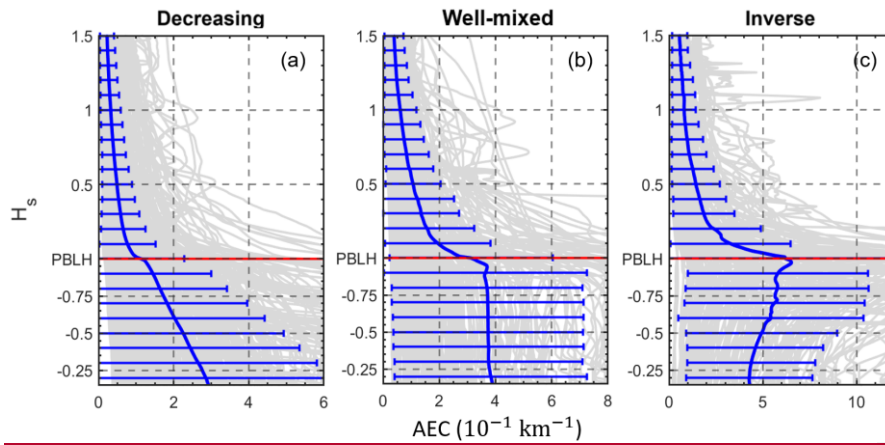 Decreasing Well-mixed Inverse
(a) (b) (c)
1.5 1.5 1.5
1 1 1
0.5 0.5 0.5
H_s
PBLH PBLH PBLH
-0.75 -0.75 -0.75
-0.5 -0.5 -0.5
-0.25 -0.25 -0.25
0 2 4 6 0 2 4 6 8 0 5 10
AEC (10⁻¹ km⁻¹)